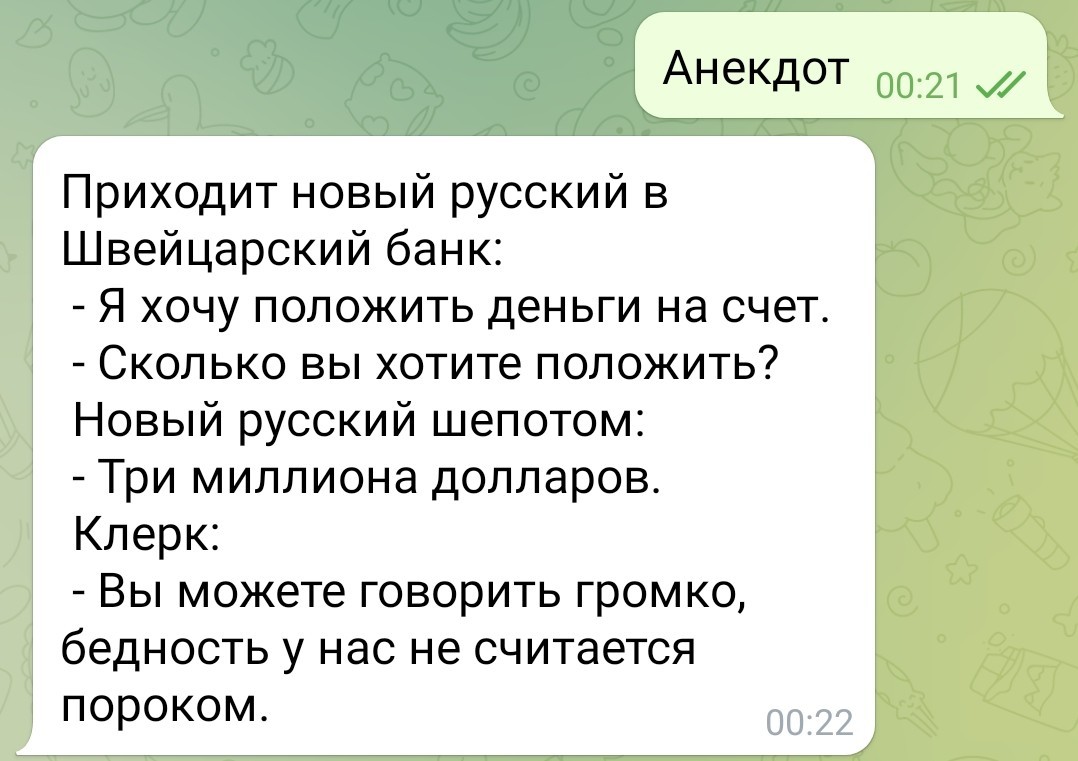 Анекдот 00:21
Приходит новый русский в
Швейцарский банк:
- Я хочу положить деньги на счет.
- Сколько вы хотите положить?
Новый русский шепотом:
- Три миллиона долларов.
Клерк:
- Вы можете говорить громко,
бедность у нас не считается
пороком.
00:22